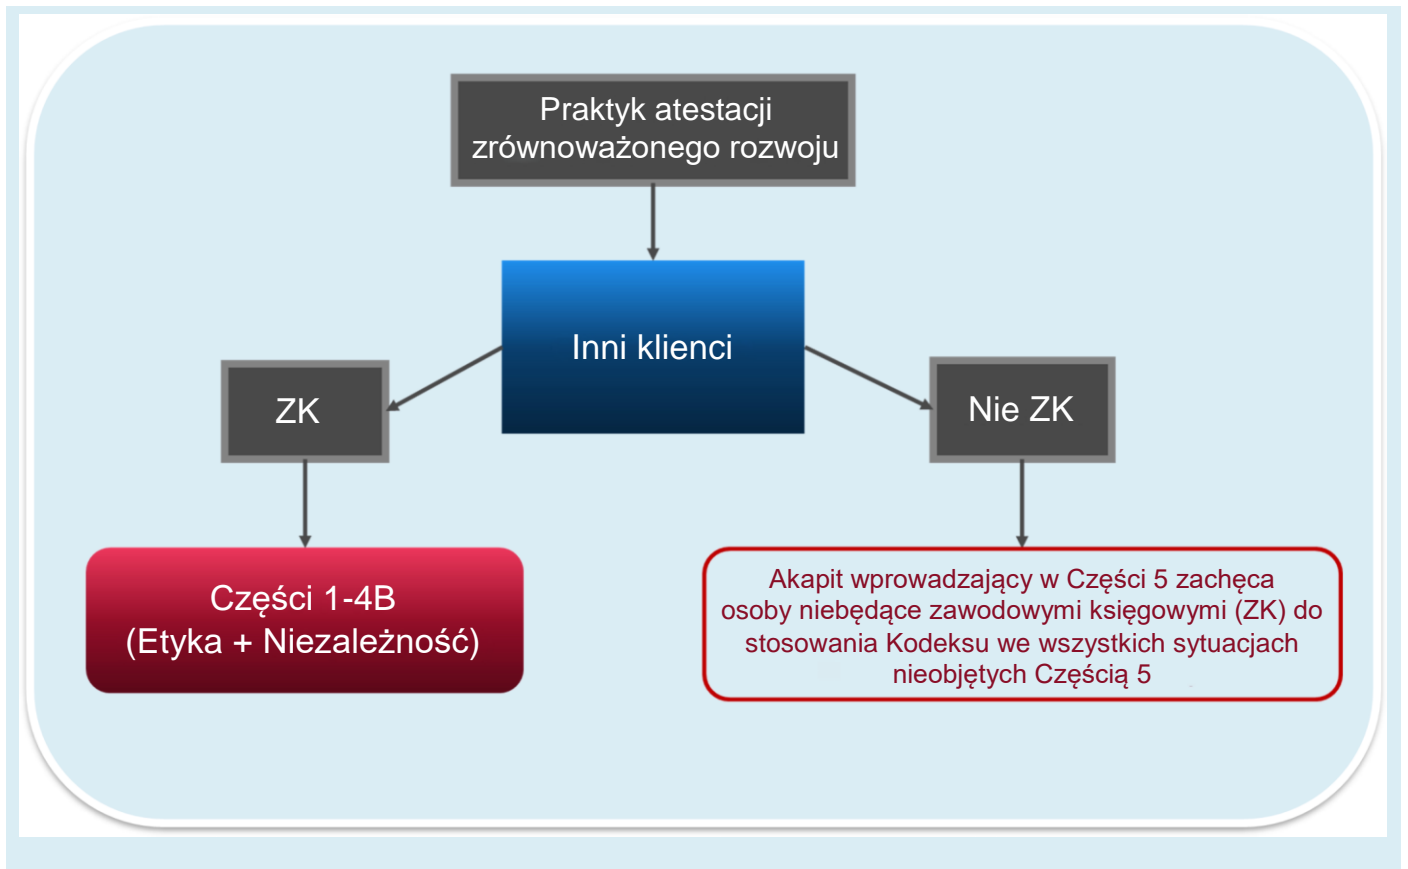 Praktyk atestacji
zrównoważonego rozwoju
Inni klienci
ZK
Nie ZK
Części 1-4B
(Etyka + Niezależność)
Akapit wprowadzający w Części 5 zachęca
osoby niebędące zawodowymi księgowymi (ZK) do
stosowania Kodeksu we wszystkich sytuacjach
nieobjętych Częścią 5